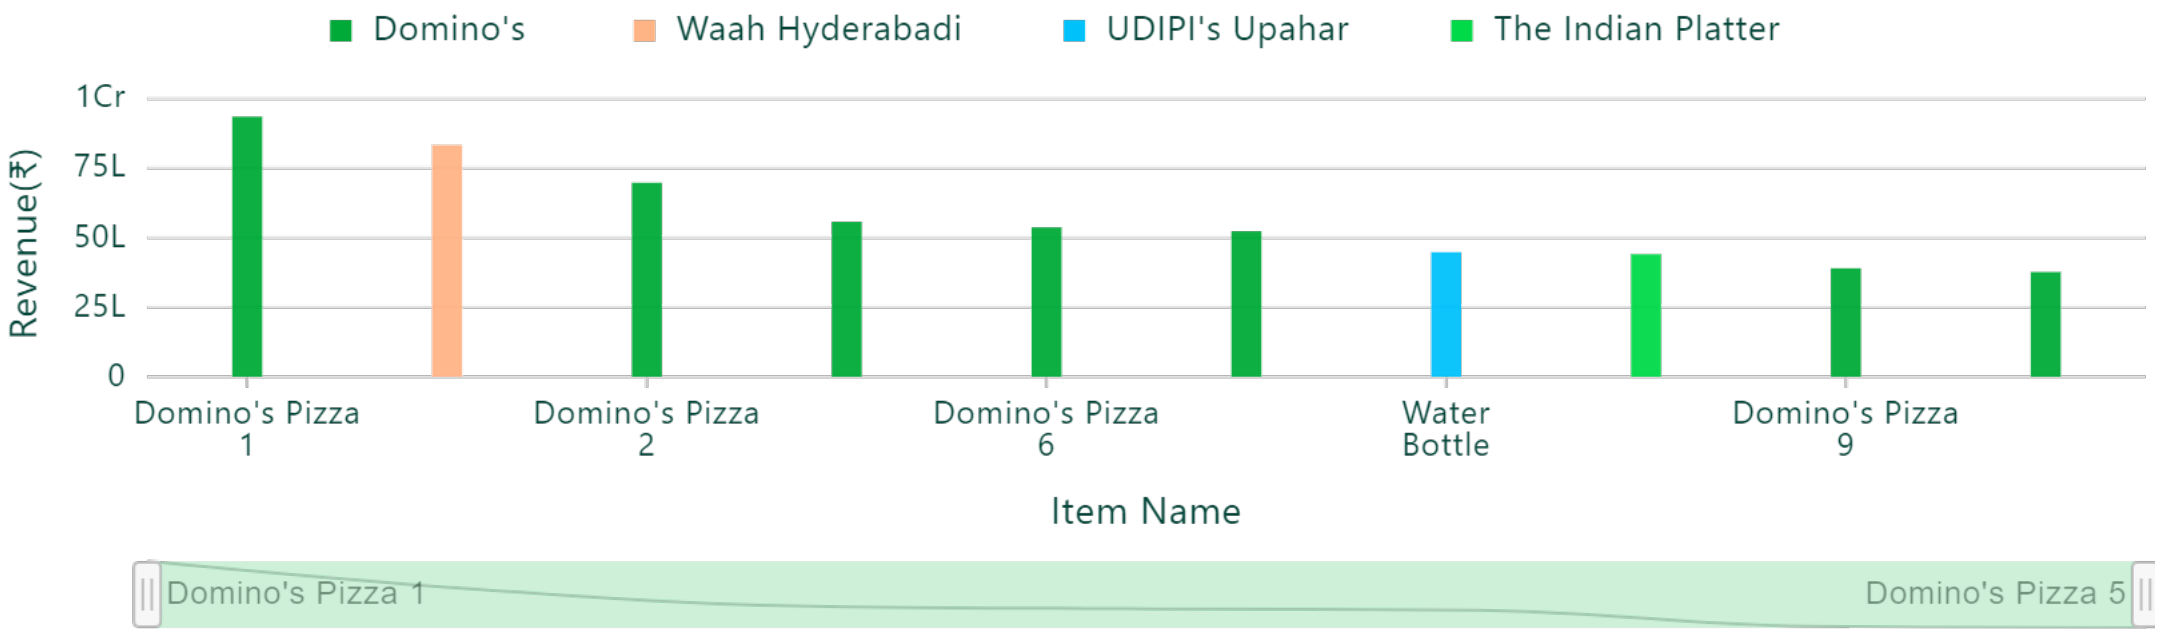 Domino's
Waah Hyderabadi
UDIPI's Upahar
The Indian Platter
Revenue(₹)
1Cr
75L
50L
25L
0
Domino's Pizza
1
Domino's Pizza
2
Domino's Pizza
6
Water
Bottle
Domino's Pizza
9
Item Name
Domino's Pizza 1
Domino's Pizza 5